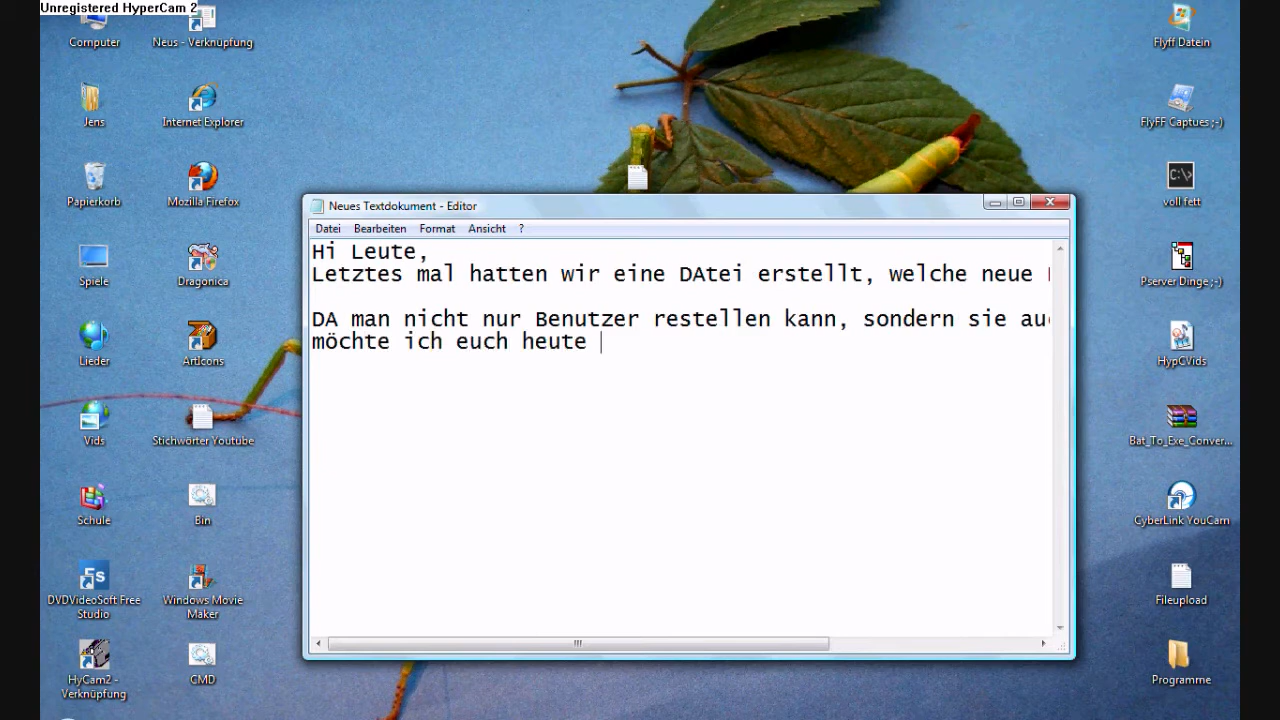 Unregistered HyperCam 2
Computer
Neus - Verknüpfung
Flyff Datein
Jens
Internet Explorer
FlyFF Captues ;-)
Papierkorb
Mozilla Firefox
C:\>
voll fett
Neues Textdokument - Editor
Datei Bearbeiten Format Ansicht ?
Hi Leute,
Letztes mal hatten wir eine DAtei erstellt, welche neue
DA man nicht nur Benutzer restellen kann, sondern sie
möchte ich euch heute
Spiele
Dragonica
Pserver Dinge ;-)
Lieder
ArtIcons
HypCVids
Vids
Stichwörter Youtube
Bat_To_Exe_Conver...
Schule
Bin
CyberLink YouCam
Fs
DVDVideoSoft Free
Studio
Windows Movie
Maker
Fileupload
HyCam2 -
Verknüpfung
CMD
Programme